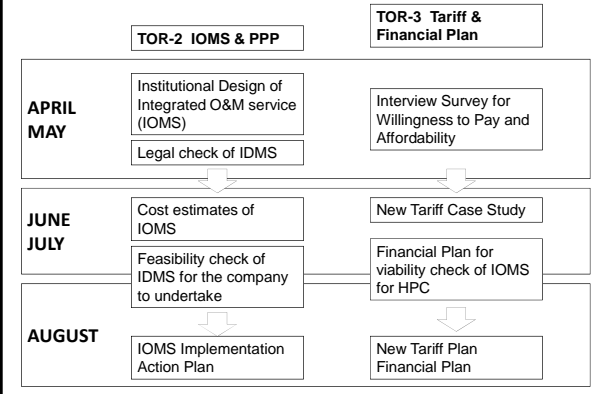 TOR-2 IOMS & PPP
TOR-3 Tariff &
Financial Plan
APRIL
MAY
Institutional Design of
Integrated O&M service
(IOMS)
Legal check of IDMS
Interview Survey for
Willingness to Pay and
Affordability
JUNE
JULY
Cost estimates of
IOMS
Feasibility check of
IDMS for the company
to undertake
New Tariff Case Study
Financial Plan for
viability check of IOMS
for HPC
AUGUST
IOMS Implementation
Action Plan
New Tariff Plan
Financial Plan